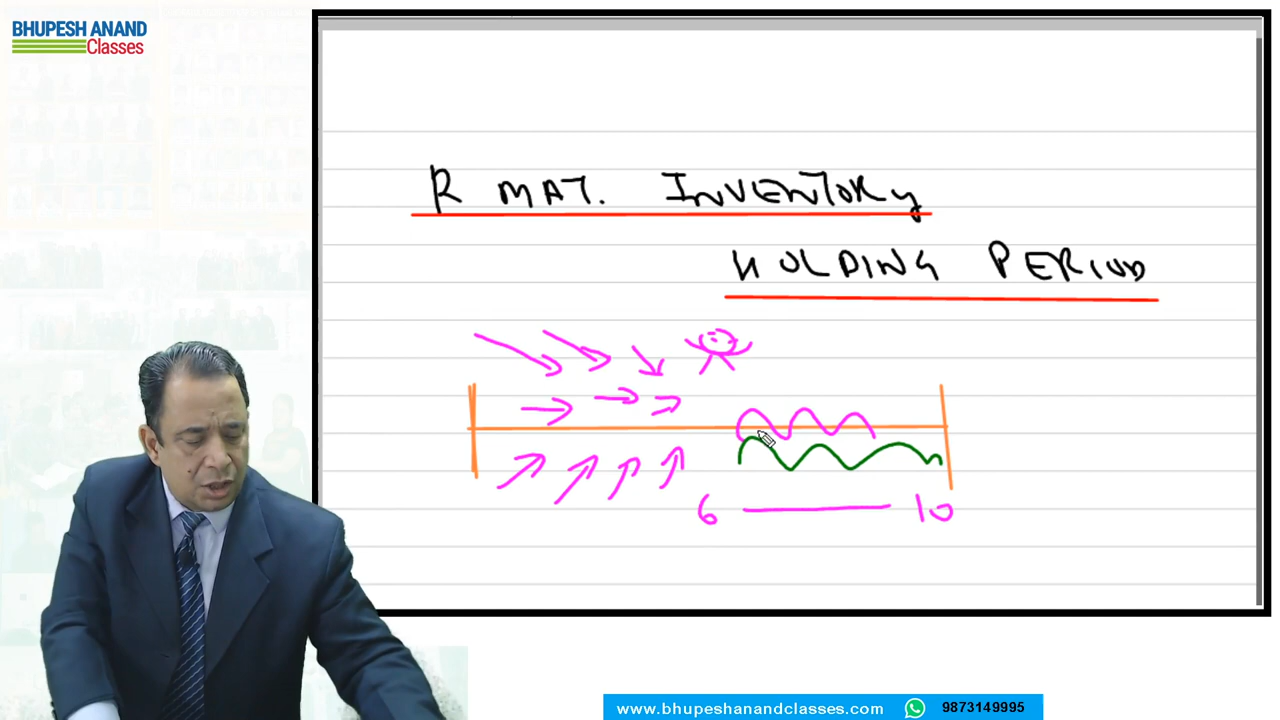 BHUPESH ANAND
Classes
R MAT. INVENTORY
HOLDING PERIOD
6 10
www.bhupeshanandclasses.com 9873149995